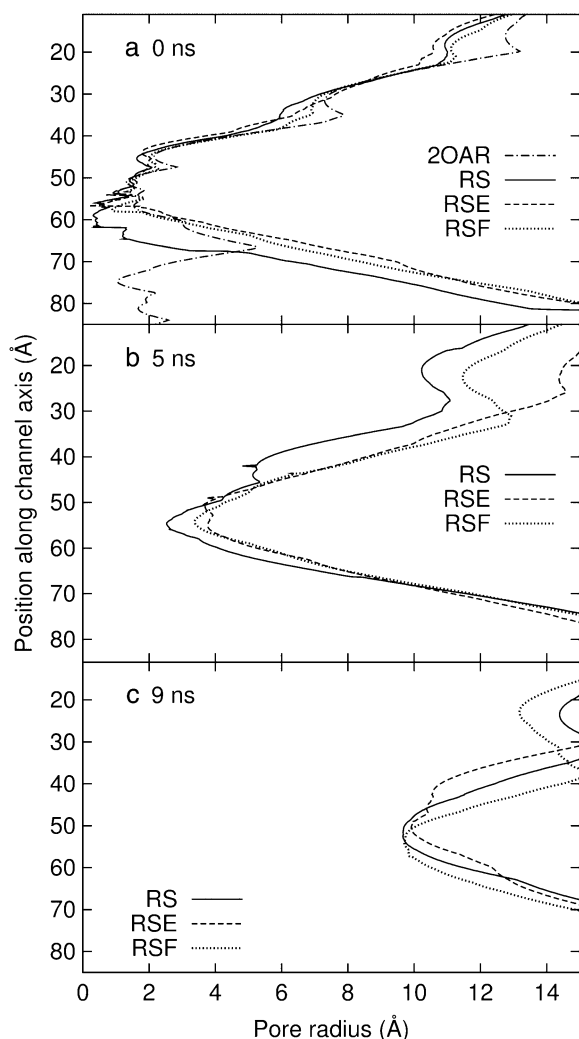 a 0 ns
20
30
40
50
60
70
80
2OAR
RS
RSE
RSF
b 5 ns
20
30
40
50
60
70
80
RS
RSE
RSF
Position along channel axis (Å)
c 9 ns
20
30
40
50
60
70
80
RS
RSE
RSF
0 2 4 6 8 10 12 14
Pore radius (Å)